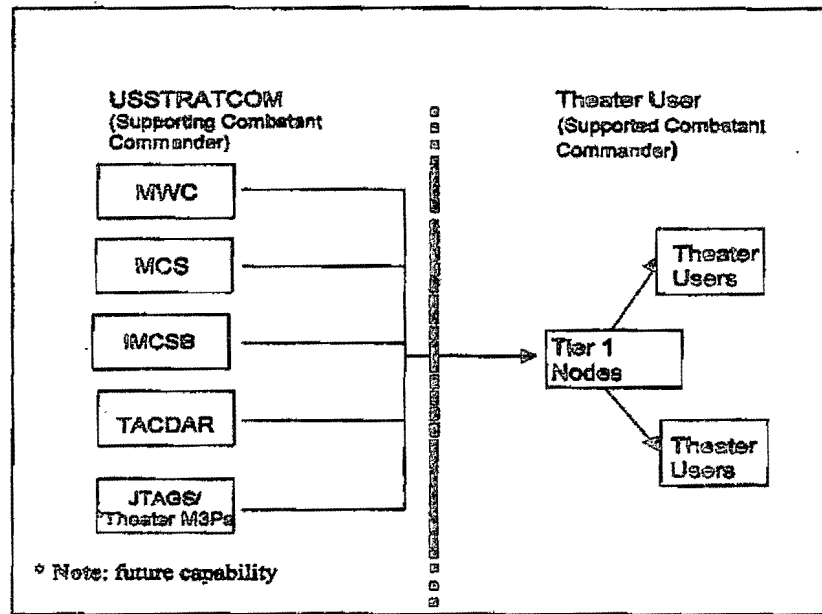 USSTRATCOM
(Supporting Combatant
Commander)
MWC
MCS
IMCSB
TACDAR
JTAGS/
*Theater M3Ps
* Note: future capability
Theater User
(Supported Combatant
Commander)
Theater
Users
Tier 1
Nodes
Theater
Users